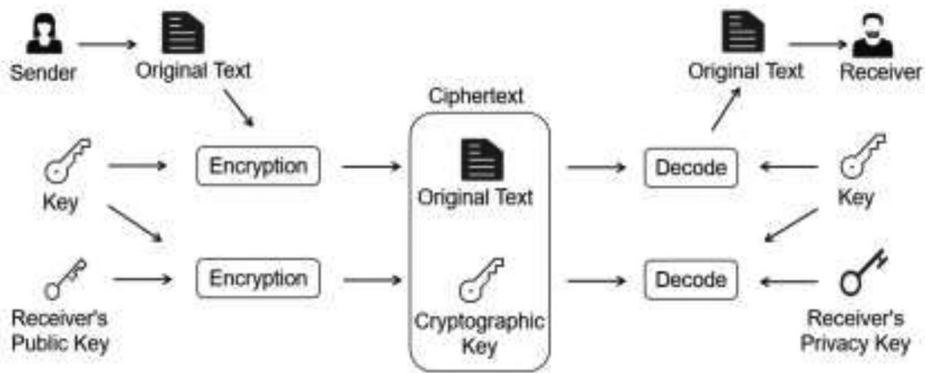 Sender
Original Text
Original Text
Receiver
Ciphertext
Key
Encryption
Original Text
Decode
Key
Encryption
Decode
Receiver's
Public Key
Cryptographic
Key
Receiver's
Privacy Key